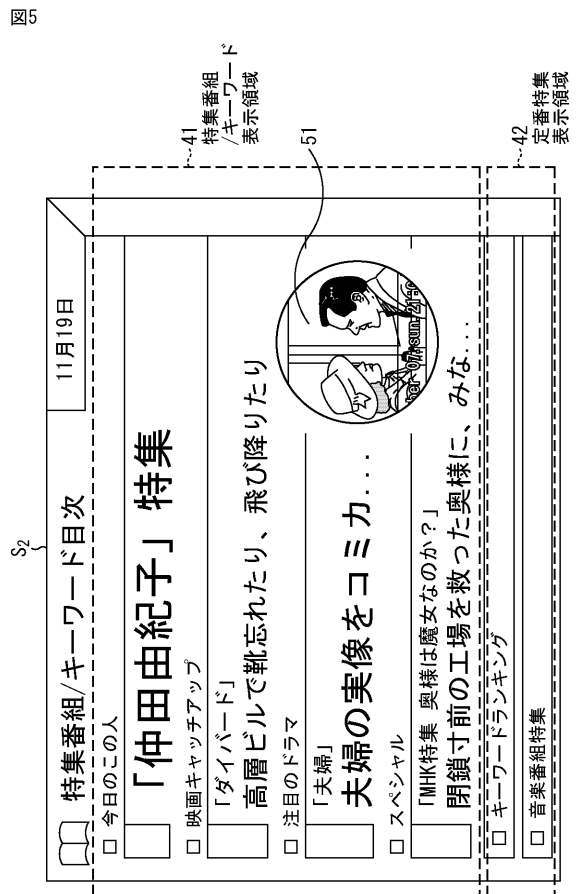 図5
S2
特集番組/キーワード目次
11月19日
41
特集番組
/キーワード
表示領域
今日のこの人
「仲田由紀子」特集
映画キャッチアップ
「ダイバード」
高層ビルで靴忘れたり、飛び降りたり
51
注目のドラマ
「夫婦」
夫婦の実像をコミカ...
スペシャル
「MHK特集 奥様は魔女なのか?」
閉鎖寸前の工場を救った奥様に、みな...
42
定番特集
表示領域
キーワードランキング
音楽番組特集